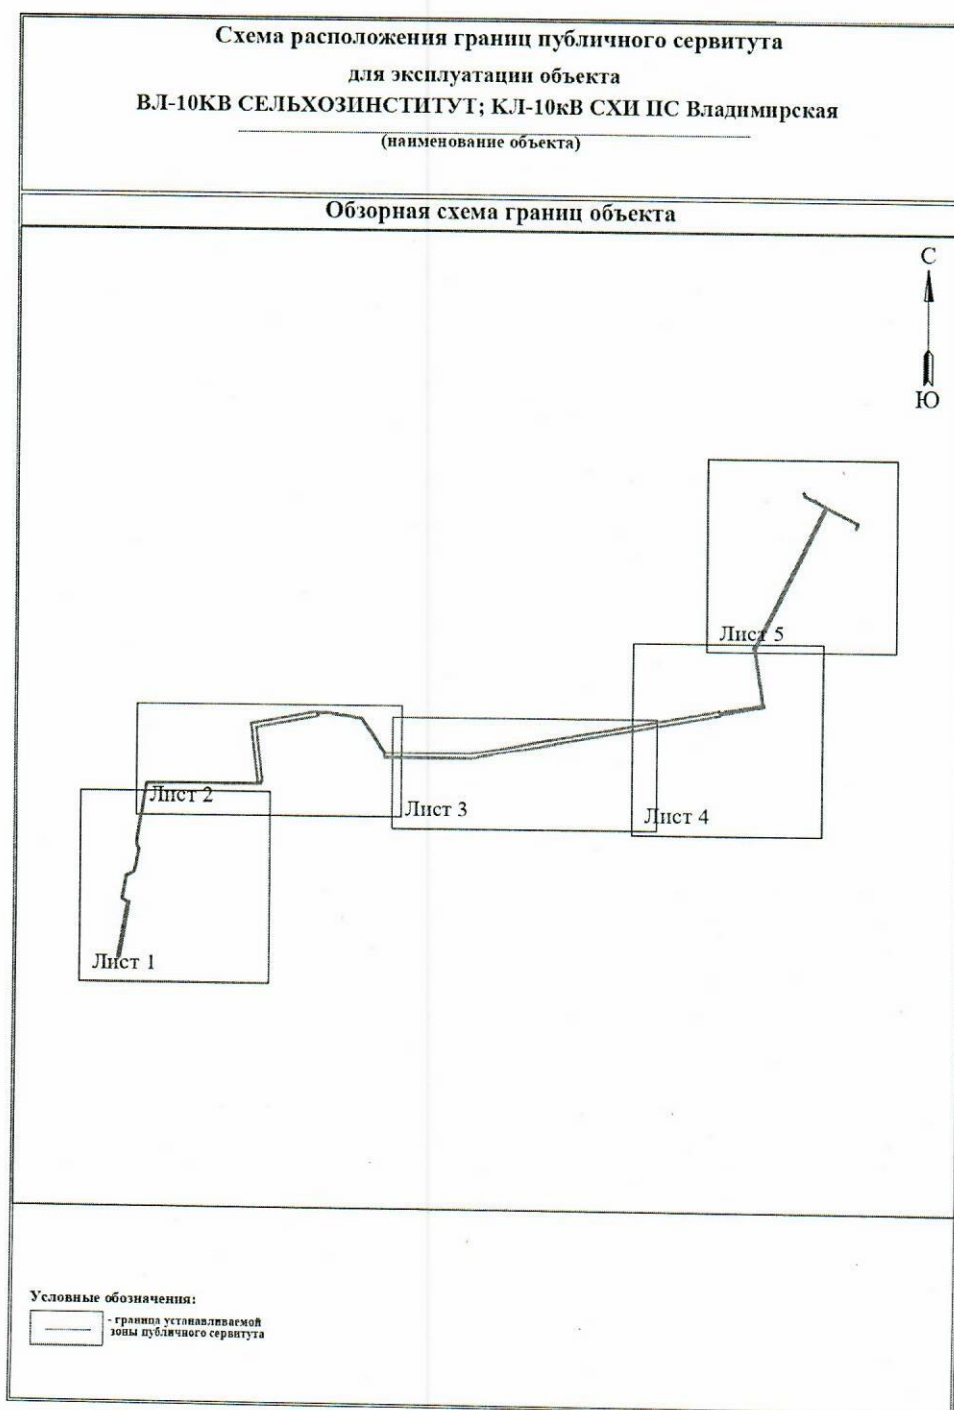 Схема расположения границ публичного сервитута
для эксплуатации объекта
ВЛ-10КВ СЕЛЬХОЗИНСТИТУТ; КЛ-10кВ СХИ ПС Владимирская
(наименование объекта)
Обзорная схема границ объекта
С
Ю
Лист 5
Лист 2
Лист 3
Лист 4
Лист 1
Условные обозначения:
- граница устанавливаемой
зоны публичного сервитута